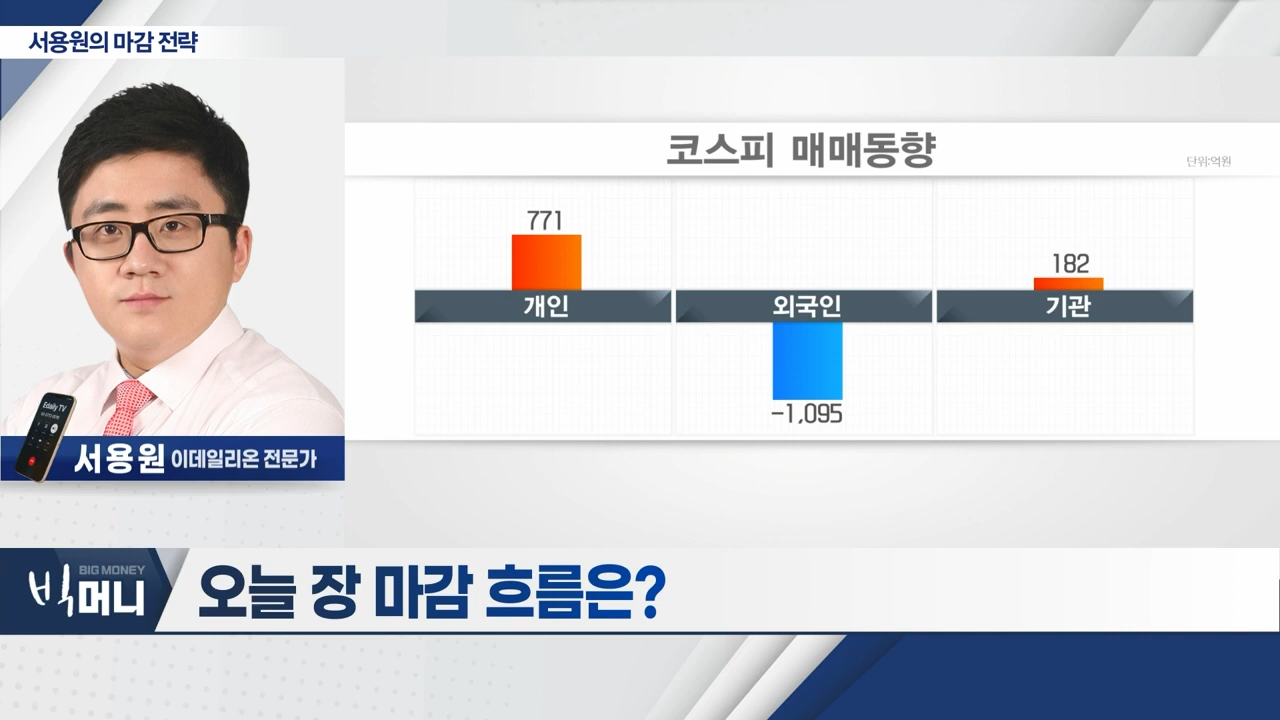 서용원의 마감 전략
코스피 매매동향
단위:억원
771
182
개인
외국인
기관
-1,095
Edaily TV
서용원 이데일리온 전문가
BIG MONEY
빅머니
오늘 장 마감 흐름은?